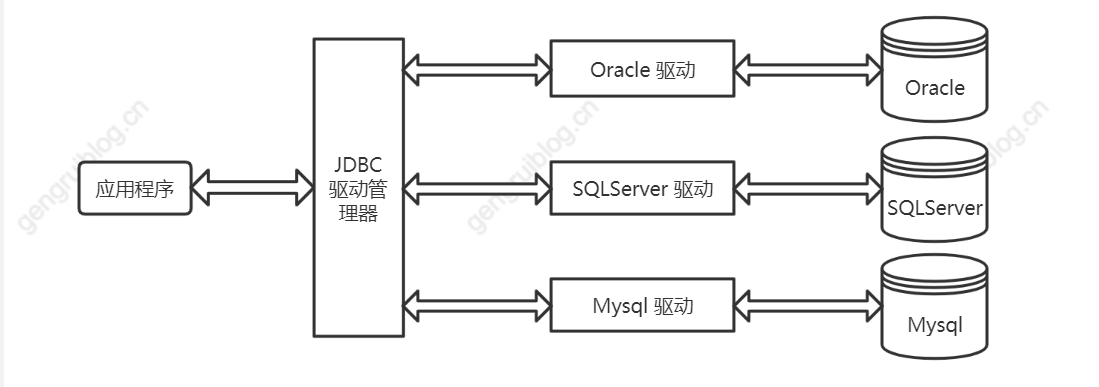 应用程序
JDBC
驱动管
理器
Oracle 驱动
Oracle
SQLServer 驱动
SQLServer
Mysql 驱动
Mysql
gengruiblog.cn
gengruiblog.cn
gengruiblog.cn